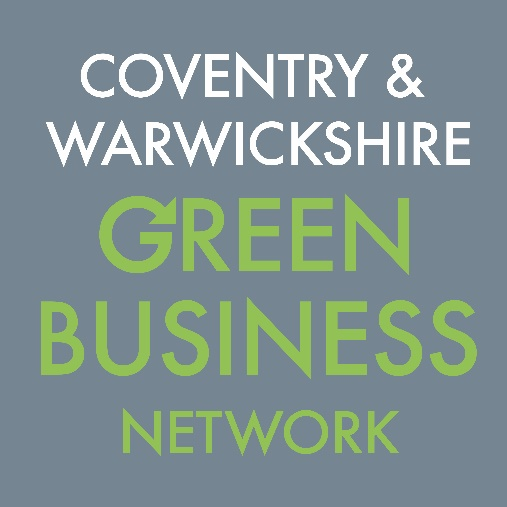 COVENTRY &
WARWICKSHIRE
GREEN
BUSINESS
NETWORK